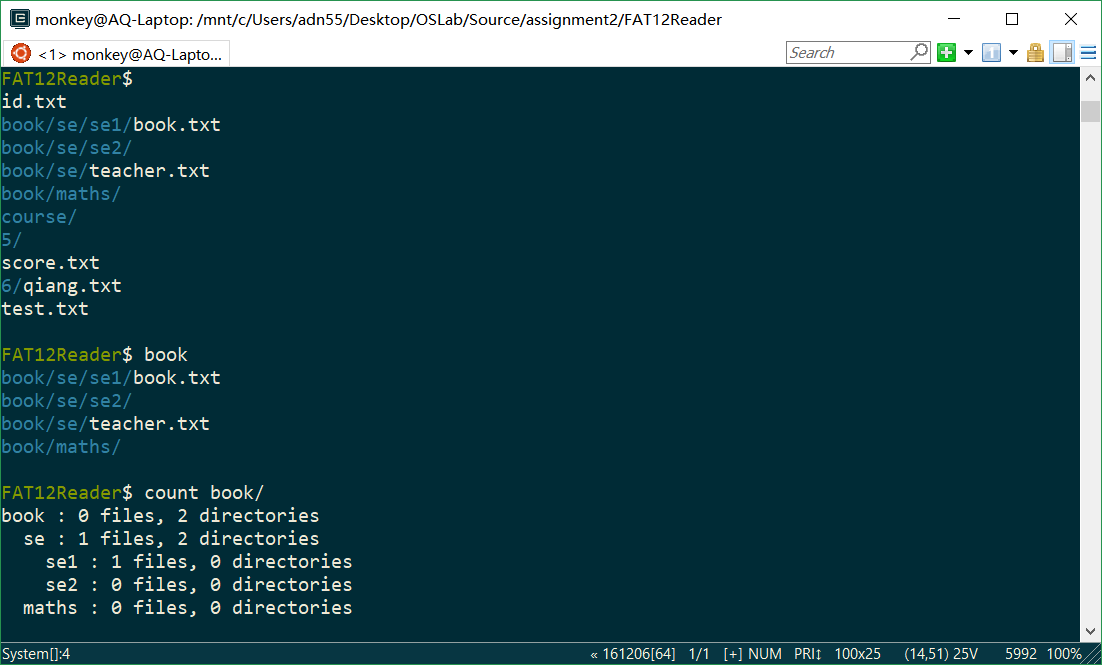 monkey@AQ-Laptop: /mnt/c/Users/adn55/Desktop/OSLab/Source/assignment2/FAT12Reader
<1> monkey@AQ-Lapto...
Search
FAT12Reader$
id.txt
book/se/se1/book.txt
book/se/se2/
book/se/teacher.txt
book/maths/
course/
5/
score.txt
6/qiang.txt
test.txt
FAT12Reader$ book
book/se/se1/book.txt
book/se/se2/
book/se/teacher.txt
book/maths/
FAT12Reader$ count book/
book : 0 files, 2 directories
  se : 1 files, 2 directories
    se1 : 1 files, 0 directories
    se2 : 0 files, 0 directories
  maths : 0 files, 0 directories
System[]:4 « 161206[64] 1/1 [+] NUM PRI↕ 100x25 (14,51) 25V 5992 100%